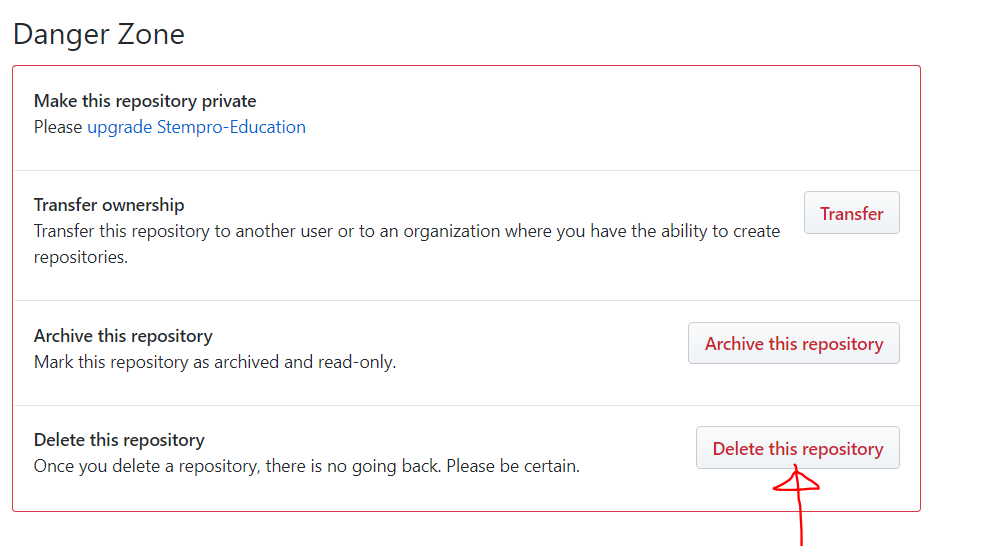 Danger Zone
Make this repository private
Please upgrade Stempro-Education
Transfer ownership
Transfer this repository to another user or to an organization where you have the ability to create
repositories.
Transfer
Archive this repository
Mark this repository as archived and read-only.
Archive this repository
Delete this repository
Once you delete a repository, there is no going back. Please be certain.
Delete this repository